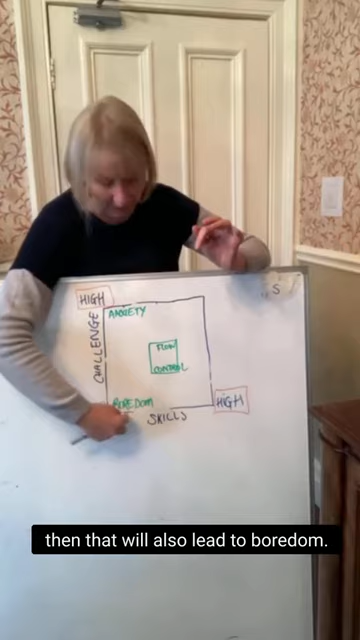 S
HIGH
ANXIETY
CHALLENGE
FLOW
CONTROL
BOREDOM
HIGH
SKILLS
then that will also lead to boredom.